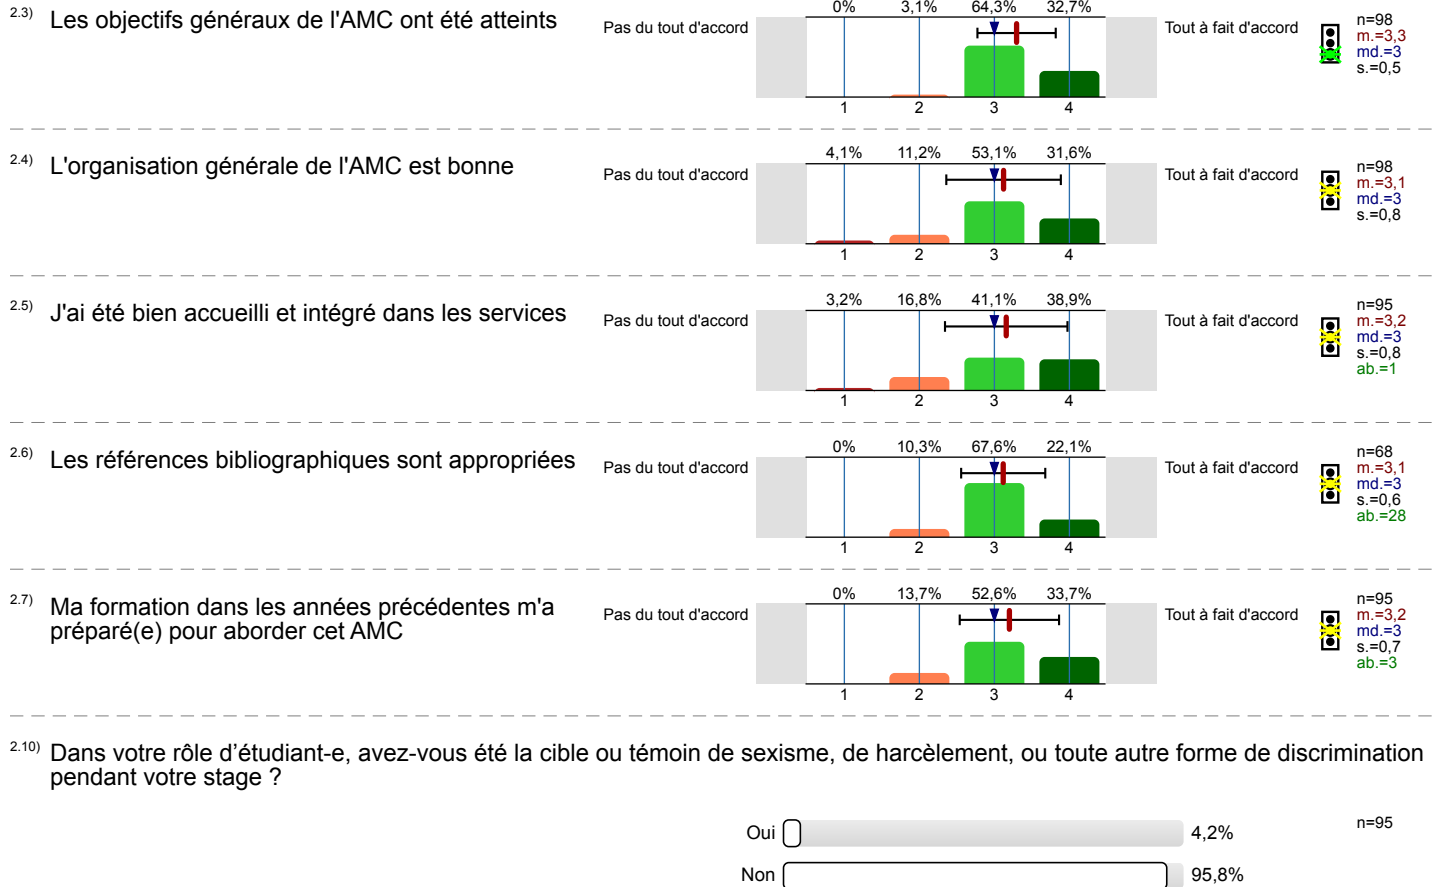 2.3) Les objectifs généraux de l'AMC ont été atteints
Pas du tout d'accord
0% 3,1% 64,3% 32,7%
1 2 3 4
Tout à fait d'accord
n=98
m.=3,3
md.=3
s.=0,5
2.4) L'organisation générale de l'AMC est bonne
Pas du tout d'accord
4,1% 11,2% 53,1% 31,6%
1 2 3 4
Tout à fait d'accord
n=98
m.=3,1
md.=3
s.=0,8
2.5) J'ai été bien accueilli et intégré dans les services
Pas du tout d'accord
3,2% 16,8% 41,1% 38,9%
1 2 3 4
Tout à fait d'accord
n=95
m.=3,2
md.=3
s.=0,8
ab.=1
2.6) Les références bibliographiques sont appropriées
Pas du tout d'accord
0% 10,3% 67,6% 22,1%
1 2 3 4
Tout à fait d'accord
n=68
m.=3,1
md.=3
s.=0,6
ab.=28
2.7) Ma formation dans les années précédentes m'a
préparé(e) pour aborder cet AMC
Pas du tout d'accord
0% 13,7% 52,6% 33,7%
1 2 3 4
Tout à fait d'accord
n=95
m.=3,2
md.=3
s.=0,7
ab.=3
2.10) Dans votre rôle d’étudiant-e, avez-vous été la cible ou témoin de sexisme, de harcèlement, ou toute autre forme de discrimination
pendant votre stage ?
Oui 4,2%
n=95
Non 95,8%